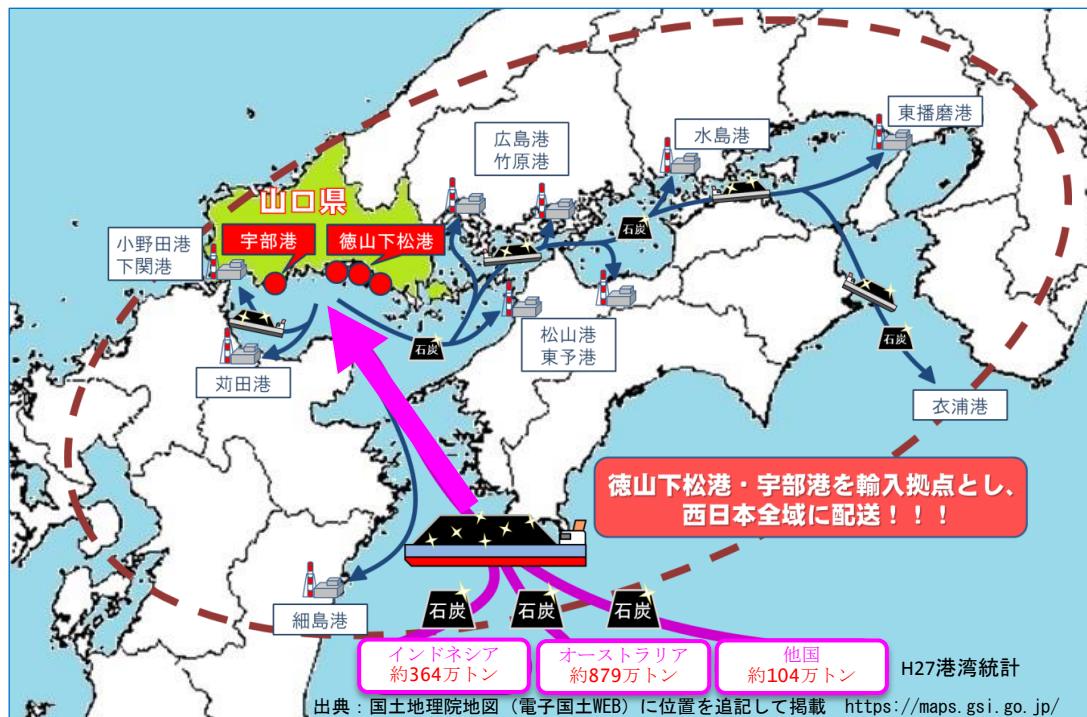 東播磨港
水島港
広島港
竹原港
山口県
宇部港
徳山下松港
小野田港
下関港
石炭
石炭
松山港
東予港
石炭
苅田港
衣浦港
徳山下松港・宇部港を輸入拠点とし、
西日本全域に配送！！！
細島港
石炭
石炭
石炭
インドネシア
約364万トン
オーストラリア
約879万トン
他国
約104万トン
H27港湾統計
出典：国土地理院地図（電子国土WEB）に位置を追記して掲載　https://maps.gsi.go.jp/